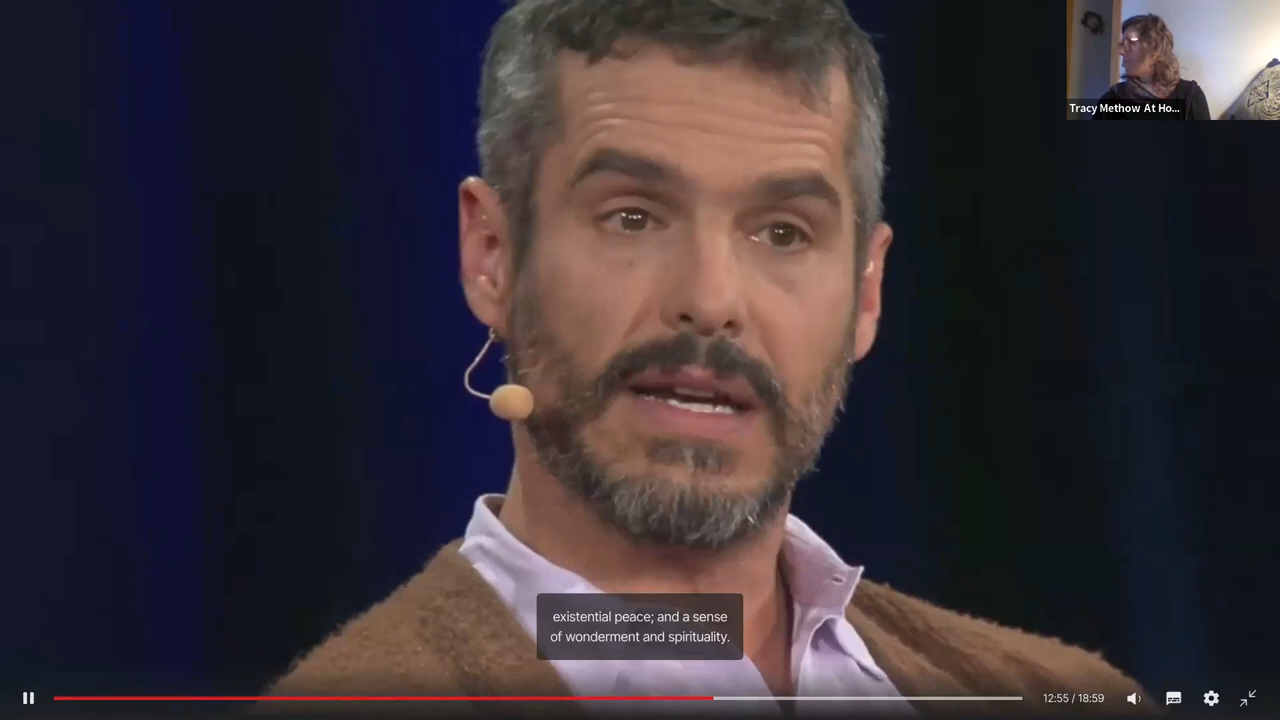 Tracy Methow At Ho...
existential peace; and a sense
of wonderment and spirituality.
12:55 / 18:59